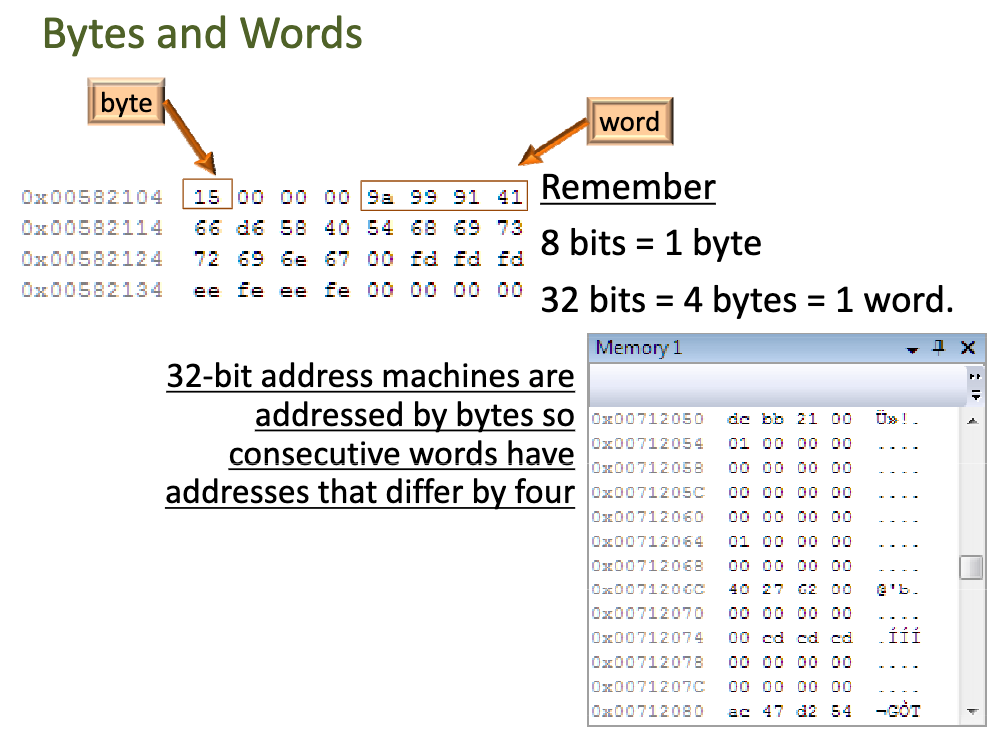 Bytes and Words
byte
word
0x00582104 15 00 00 00 9a 99 91 41
0x00582114 66 d6 58 40 54 68 69 73
0x00582124 72 69 6e 67 00 fd fd fd
0x00582134 ee fe ee fe 00 00 00 00
Remember
8 bits = 1 byte
32 bits = 4 bytes = 1 word.
32-bit address machines are
addressed by bytes so
consecutive words have
addresses that differ by four
Memory 1
0x00712050 dc bb 21 00 Ü»!.
0x00712054 01 00 00 00 ....
0x00712058 00 00 00 00 ....
0x0071205C 00 00 00 00 ....
0x00712060 00 00 00 00 ....
0x00712064 01 00 00 00 ....
0x00712068 00 00 00 00 ....
0x0071206C 40 27 62 00 @'b.
0x00712070 00 00 00 00 ....
0x00712074 00 cd cd cd .ÍÍÍ
0x00712078 00 00 00 00 ....
0x0071207C 00 00 00 00 ....
0x00712080 ac 47 d2 54 ¬GÒT